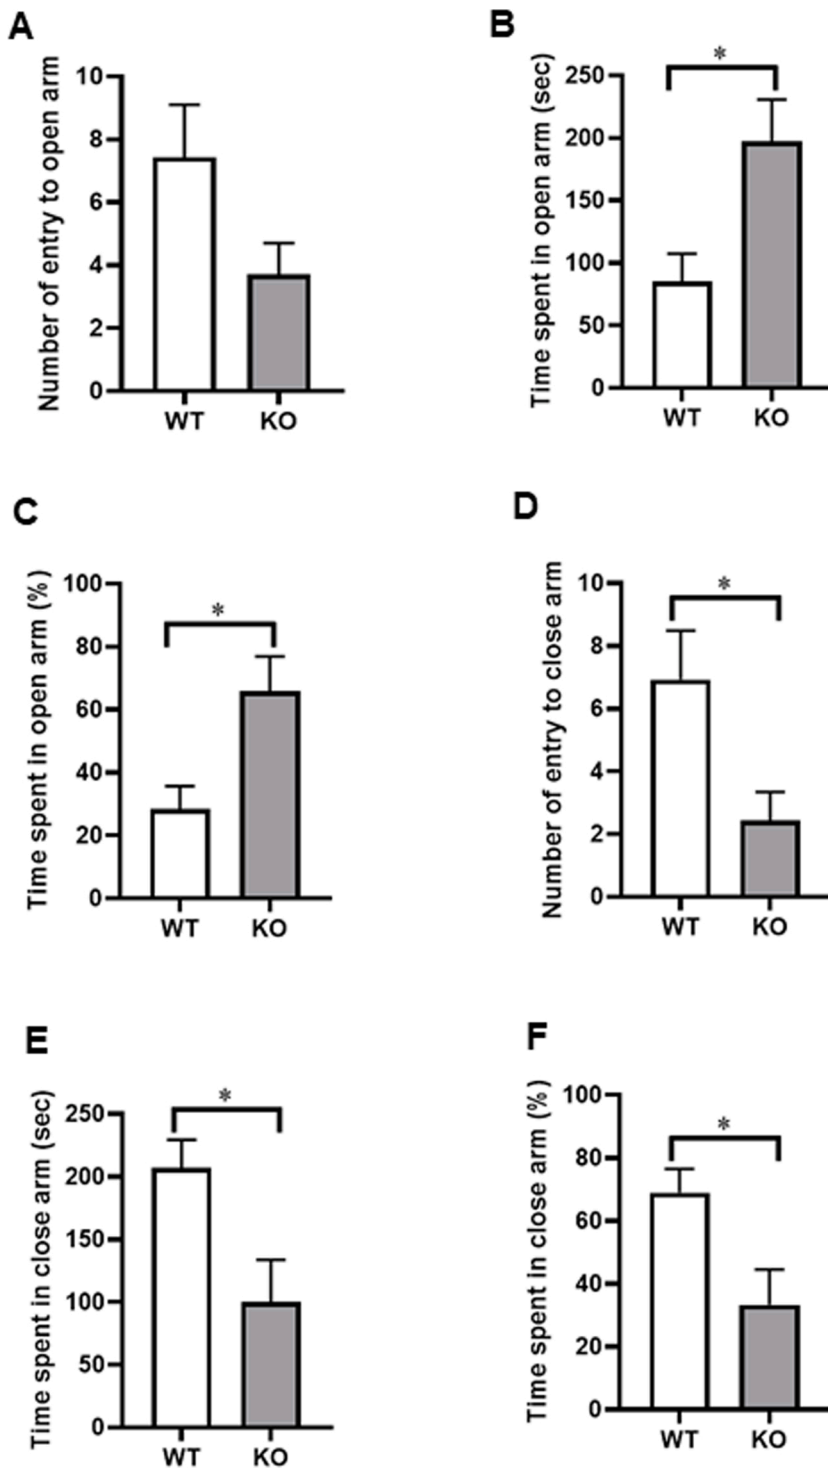 A
Number of entry to open arm
10
8
6
4
2
0
WT KO
B
Time spent in open arm (sec)
*
250
200
150
100
50
0
WT KO
C
Time spent in open arm (%)
*
100
80
60
40
20
0
WT KO
D
Number of entry to close arm
*
10
8
6
4
2
0
WT KO
E
Time spent in close arm (sec)
*
250
200
150
100
50
0
WT KO
F
Time spent in close arm (%)
*
100
80
60
40
20
0
WT KO